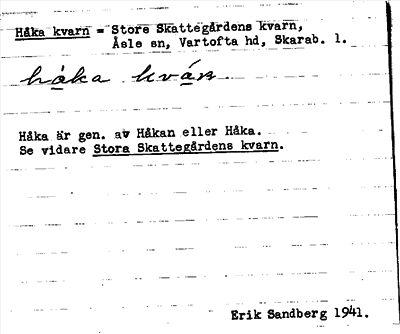 Håka kvarn = Store Skattegårdens kvarn,
Åsle sn, Vartofta hd, Skarab. l.
håka kván
Håka är gen. av Håkan eller Håka.
Se vidare Stora Skattegårdens kvarn.
Erik Sandberg 1941.